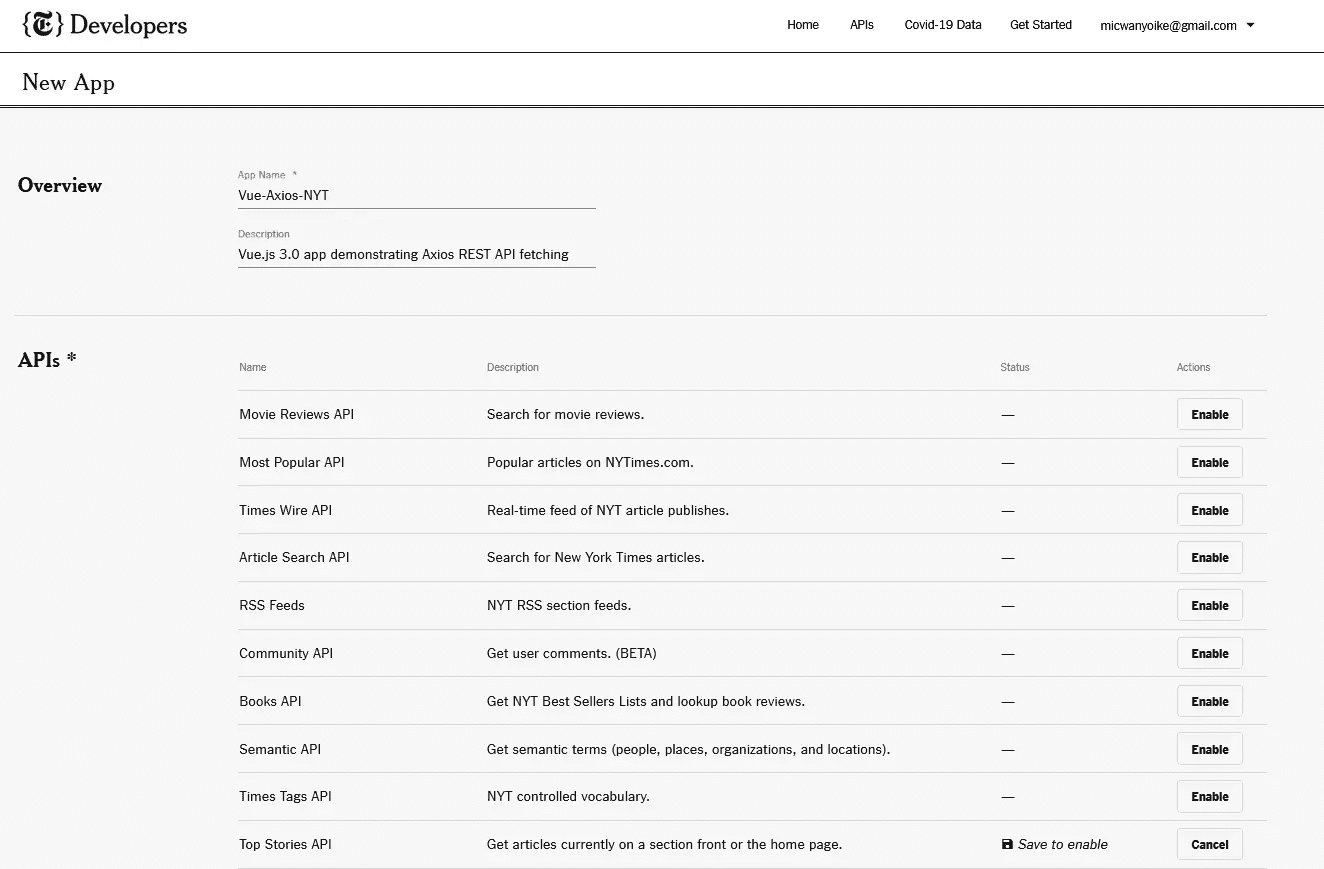 {T} Developers Home APIs Covid-19 Data Get Started micwanyoike@gmail.com
New App
Overview
App Name *
Vue-Axios-NYT
Description
Vue.js 3.0 app demonstrating Axios REST API fetching
APIs *
Name Description Status Actions
Movie Reviews API Search for movie reviews. — Enable
Most Popular API Popular articles on NYTimes.com. — Enable
Times Wire API Real-time feed of NYT article publishes. — Enable
Article Search API Search for New York Times articles. — Enable
RSS Feeds NYT RSS section feeds. — Enable
Community API Get user comments. (BETA) — Enable
Books API Get NYT Best Sellers Lists and lookup book reviews. — Enable
Semantic API Get semantic terms (people, places, organizations, and locations). — Enable
Times Tags API NYT controlled vocabulary. — Enable
Top Stories API Get articles currently on a section front or the home page. Save to enable Cancel